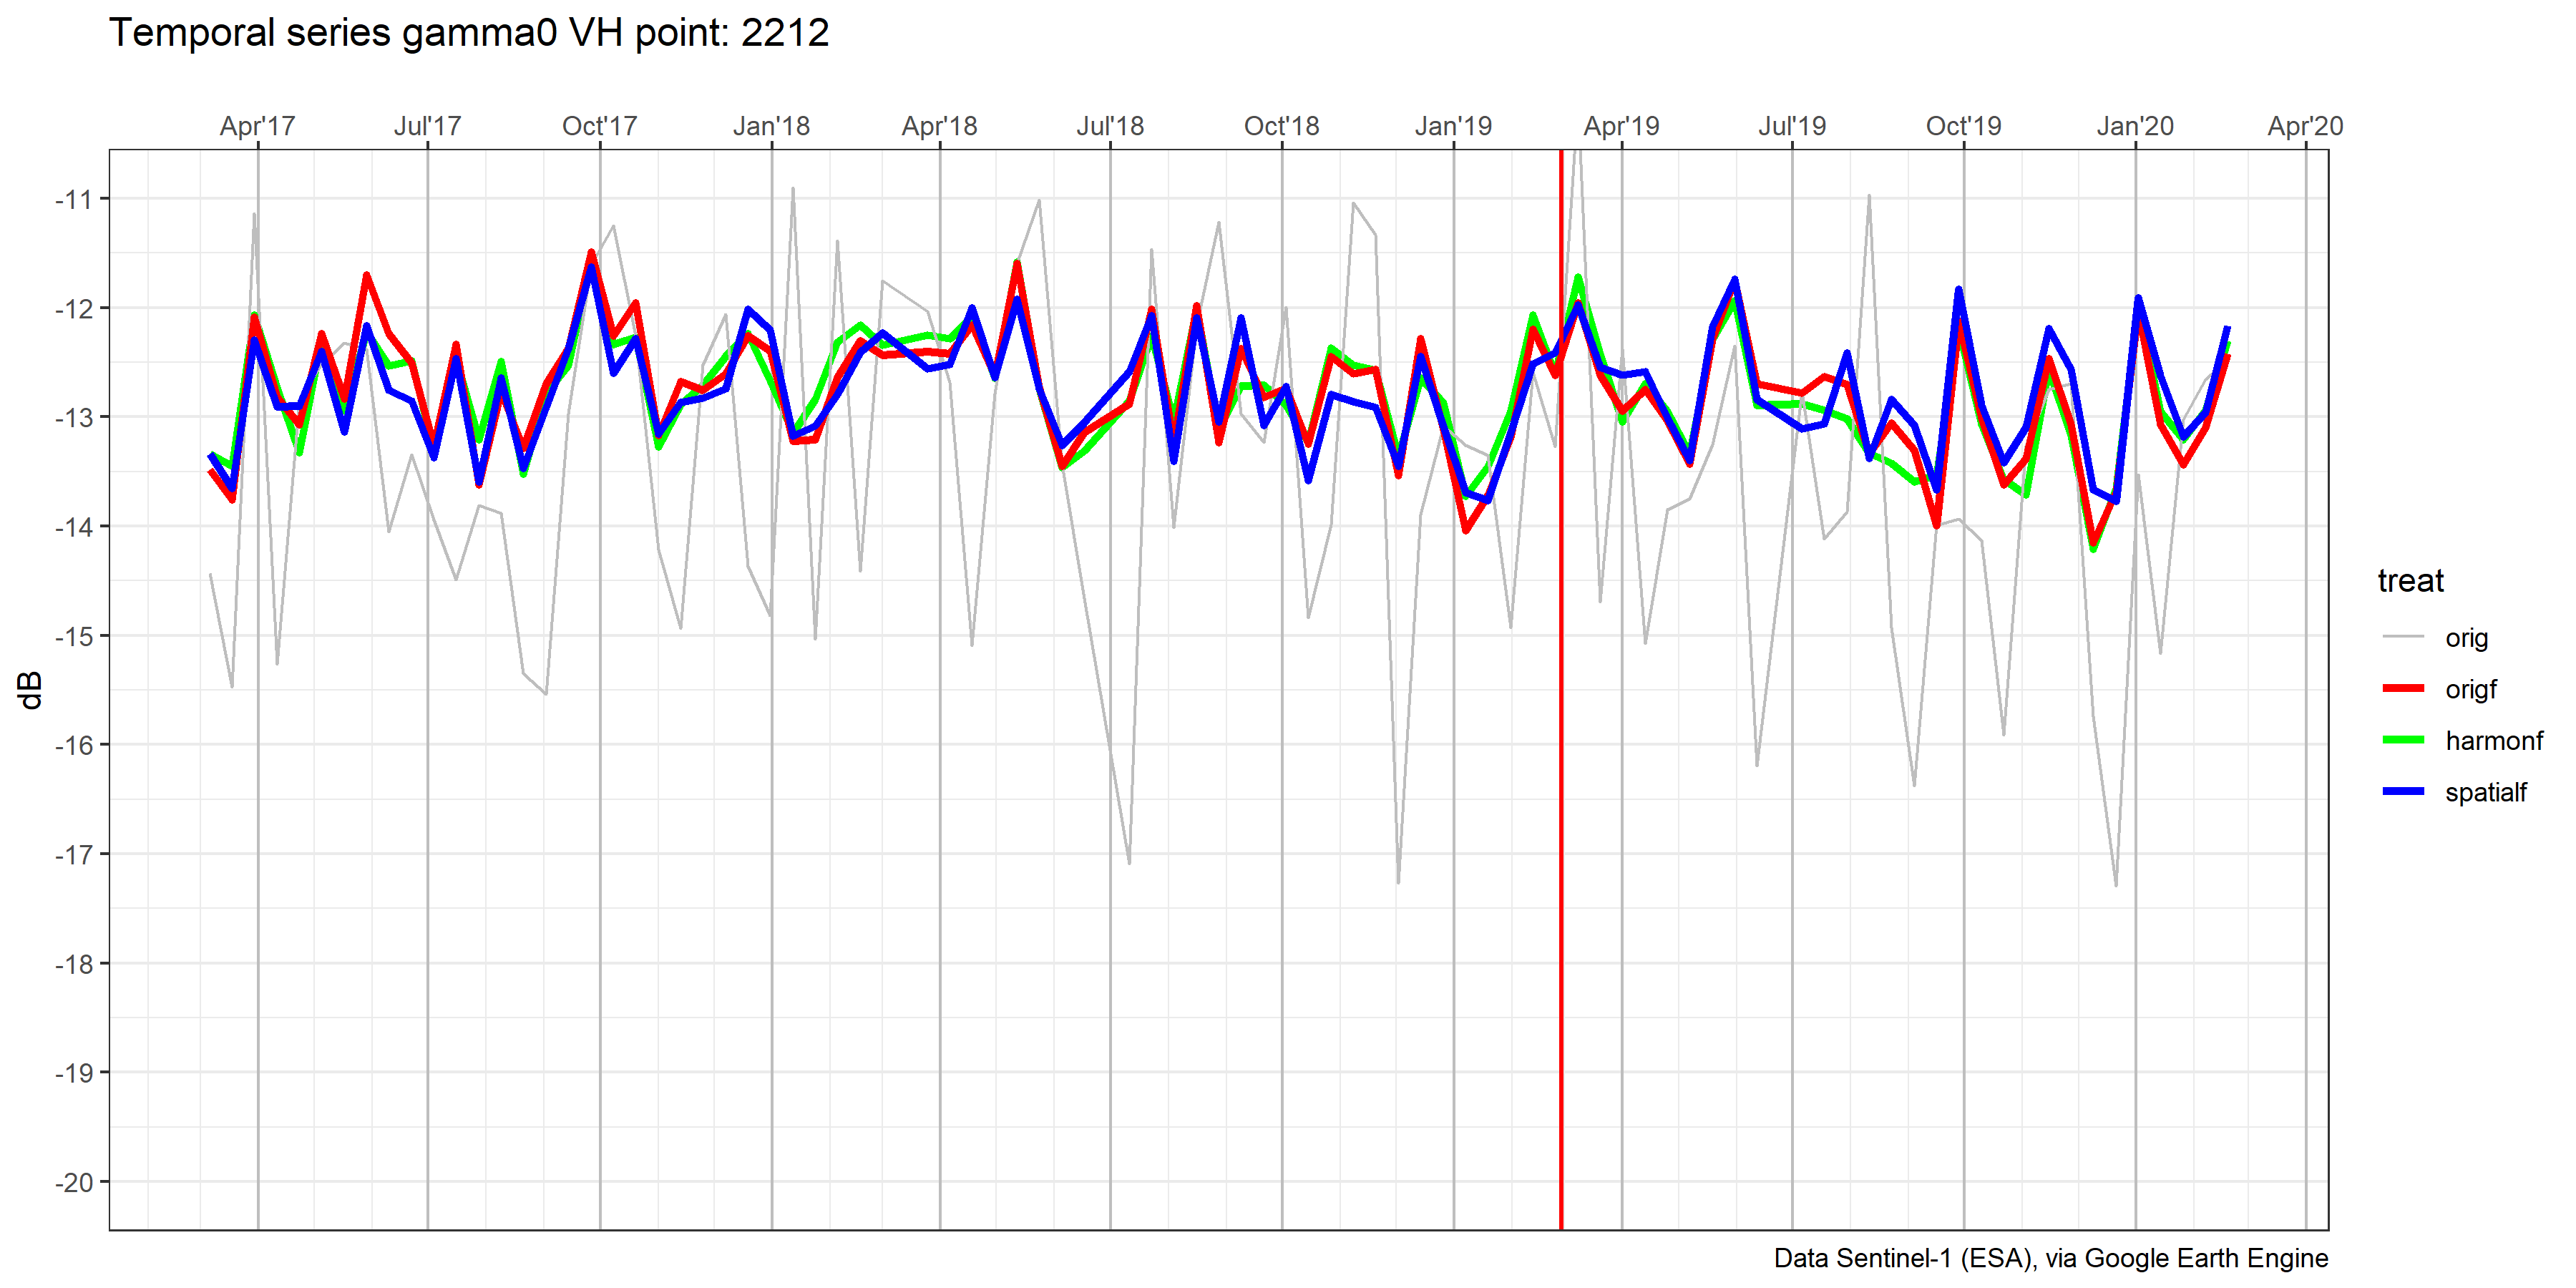 Temporal series gamma0 VH point: 2212
Apr'17 Jul'17 Oct'17 Jan'18 Apr'18 Jul'18 Oct'18 Jan'19 Apr'19 Jul'19 Oct'19 Jan'20 Apr'20
-11
-12
-13
-14
-15
-16
-17
-18
-19
-20
dB
treat
orig
origf
harmonf
spatialf
Data Sentinel-1 (ESA), via Google Earth Engine